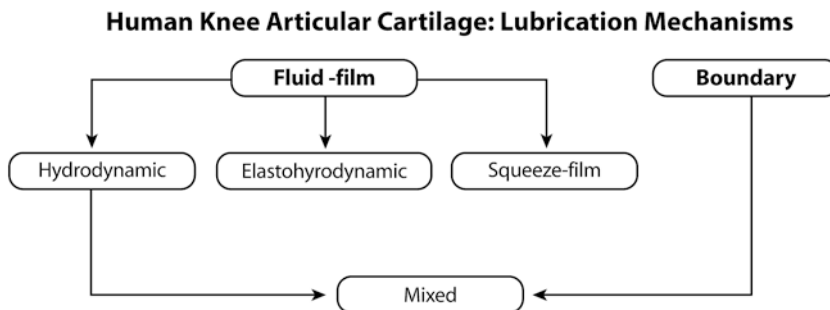 Human Knee Articular Cartilage: Lubrication Mechanisms
Fluid -film
Boundary
Hydrodynamic
Elastohyrodynamic
Squeeze-film
Mixed